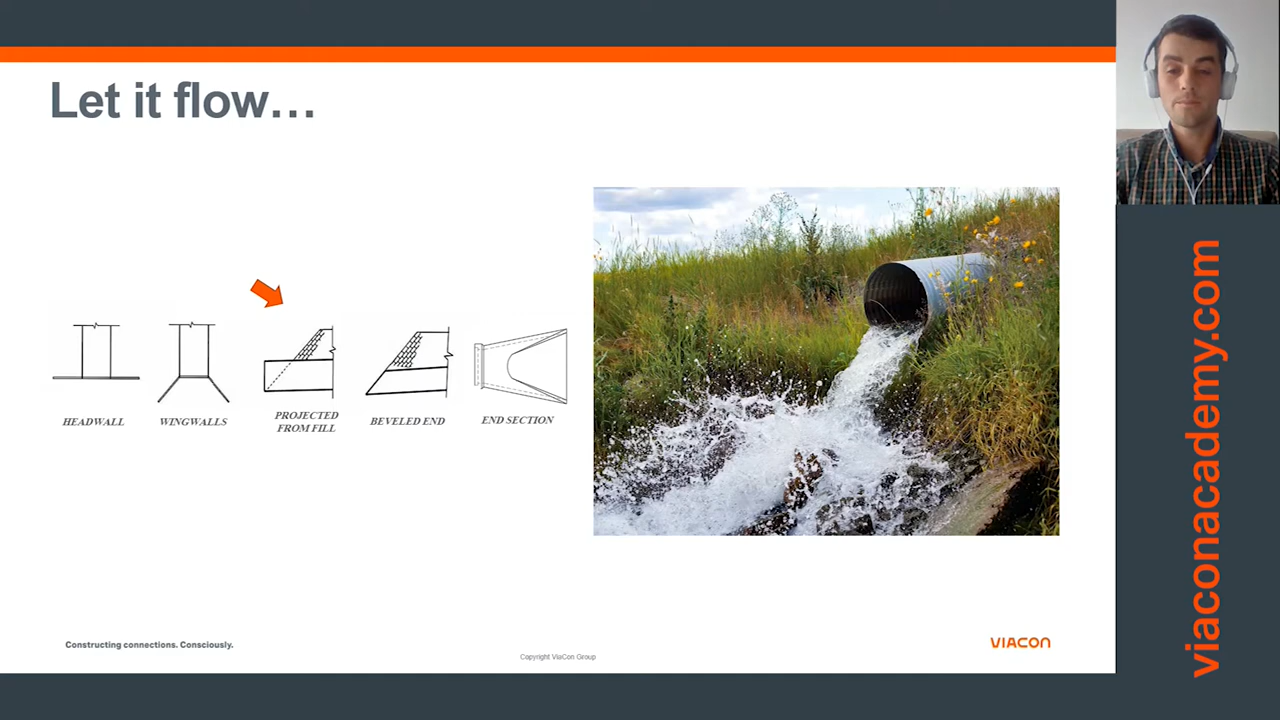 Let it flow…
HEADWALL
WINGWALLS
PROJECTED
FROM FILL
BEVELED END
END SECTION
Constructing connections. Consciously.
Copyright ViaCon Group
VIACON
viaconacademy.com